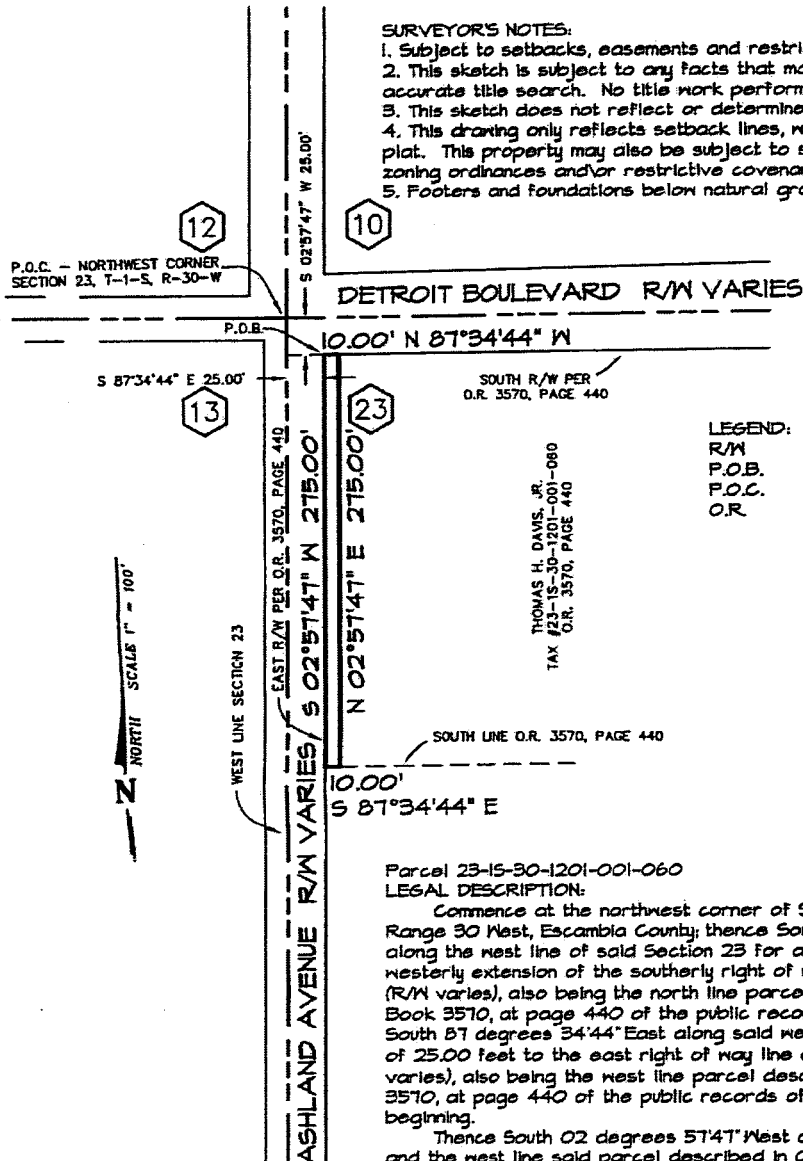 SURVEYOR'S NOTES:
1. Subject to setbacks, easements and restri
2. This sketch is subject to any facts that ma
accurate title search. No title work perform
3. This sketch does not reflect or determine
4. This drawing only reflects setback lines, w
plat. This property may also be subject to s
zoning ordinances and\or restrictive covena
5. Footers and foundations below natural gro
S 02°57'47" W 25.00'
12
10
P.O.C. - NORTHWEST CORNER
SECTION 23, T-1-S, R-30-W
DETROIT BOULEVARD R/W VARIES
P.O.B.
10.00' N 87°34'44" W
S 87°34'44" E 25.00'
SOUTH R/W PER
O.R. 3570, PAGE 440
13
23
LEGEND:
R/W
P.O.B.
P.O.C.
O.R.
EAST R/W PER O.R. 3570, PAGE 440
S 02°57'47" W 275.00'
N 02°57'47" E 275.00'
THOMAS H. DAVIS, JR.
TAX #23-1S-30-1201-001-060
O.R. 3570, PAGE 440
N
NORTH SCALE 1" = 100'
WEST LINE SECTION 23
SOUTH LINE O.R. 3570, PAGE 440
10.00'
S 87°34'44" E
ASHLAND AVENUE R/W VARIES
Parcel 23-1S-30-1201-001-060
LEGAL DESCRIPTION:
Commence at the northwest corner of S
Range 30 West, Escambia County; thence Sou
along the west line of said Section 23 for a
westerly extension of the southerly right of
(R/W varies), also being the north line parce
Book 3570, at page 440 of the public reco
South 87 degrees 34'44" East along said we
of 25.00 feet to the east right of way line
varies), also being the west line parcel desc
3570, at page 440 of the public records of
beginning.
Thence South 02 degrees 57'47" West
and the west line said parcel described in